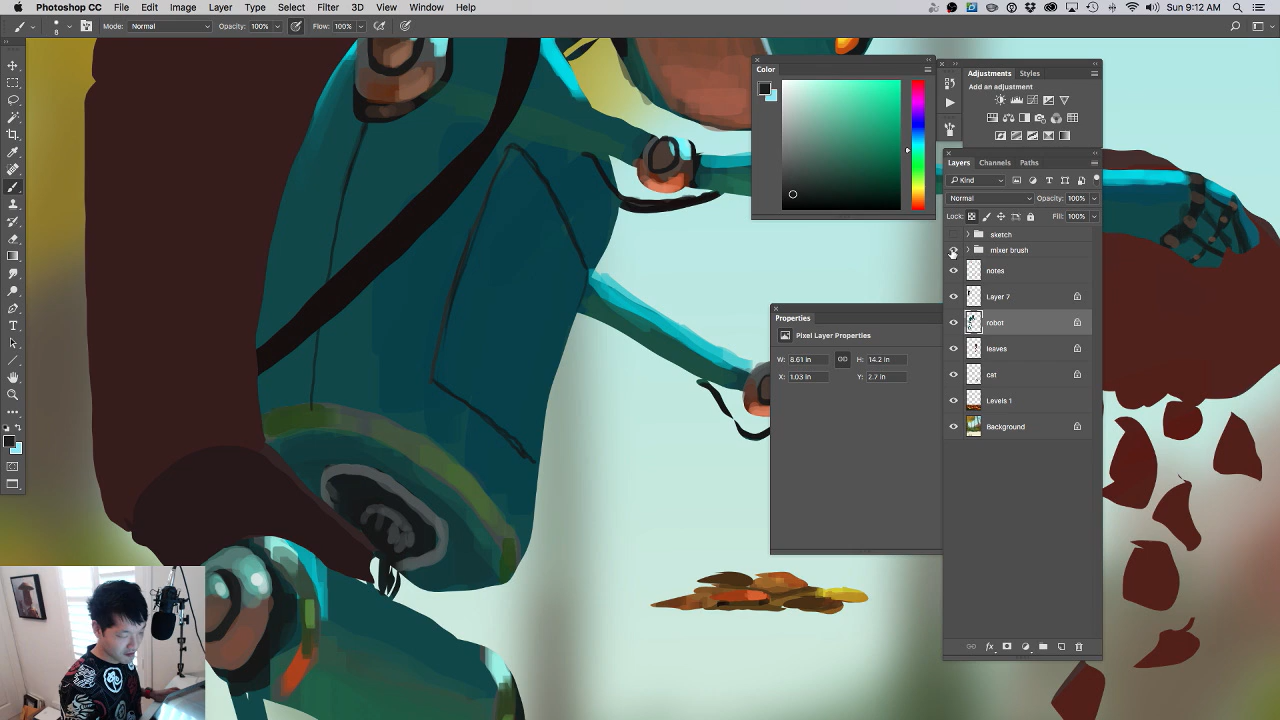 Photoshop CC File Edit Image Layer Type Select Filter 3D View Window Help Sun 9:12 AM
8 Mode: Normal Opacity: 100% Flow: 100%
Color
Adjustments Styles
Add an adjustment
Layers Channels Paths
Kind
Normal Opacity: 100%
Lock: Fill: 100%
sketch
mixer brush
notes
Layer 7
robot
leaves
cat
Levels 1
Background
Properties
Pixel Layer Properties
W: 8.61 in H: 14.2 in
X: 1.03 in Y: 2.7 in